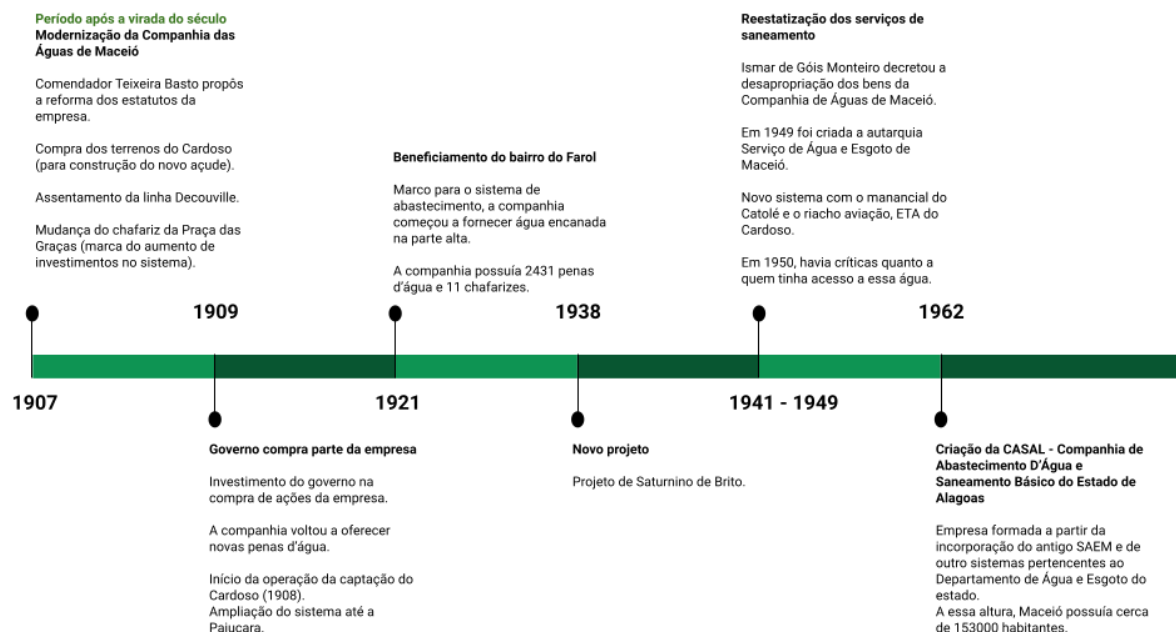 Período após a virada do século
Modernização da Companhia das
Águas de Maceió
Comendador Teixeira Basto propôs
a reforma dos estatutos da
empresa.
Compra dos terrenos do Cardoso
(para construção do novo açude).
Assentamento da linha Decouville.
Mudança do chafariz da Praça das
Graças (marca do aumento de
investimentos no sistema).
1907
1909
Governo compra parte da empresa
Investimento do governo na
compra de ações da empresa.
A companhia voltou a oferecer
novas penas d’água.
Início da operação da captação do
Cardoso (1908).
Ampliação do sistema até a
Pajuçara.
Beneficiamento do bairro do Farol
Marco para o sistema de
abastecimento, a companhia
começou a fornecer água encanada
na parte alta.
A companhia possuía 2431 penas
d’água e 11 chafarizes.
1921
1938
Novo projeto
Projeto de Saturnino de Brito.
Reestatização dos serviços de
saneamento
Ismar de Góis Monteiro decretou a
desapropriação dos bens da
Companhia de Águas de Maceió.
Em 1949 foi criada a autarquia
Serviço de Água e Esgoto de
Maceió.
Novo sistema com o manancial do
Catolé e o riacho aviação, ETA do
Cardoso.
Em 1950, havia críticas quanto a
quem tinha acesso a essa água.
1941 - 1949
1962
Criação da CASAL - Companhia de
Abastecimento D’Água e
Saneamento Básico do Estado de
Alagoas
Empresa formada a partir da
incorporação do antigo SAEM e de
outro sistemas pertencentes ao
Departamento de Água e Esgoto do
estado.
A essa altura, Maceió possuía cerca
de 153000 habitantes.